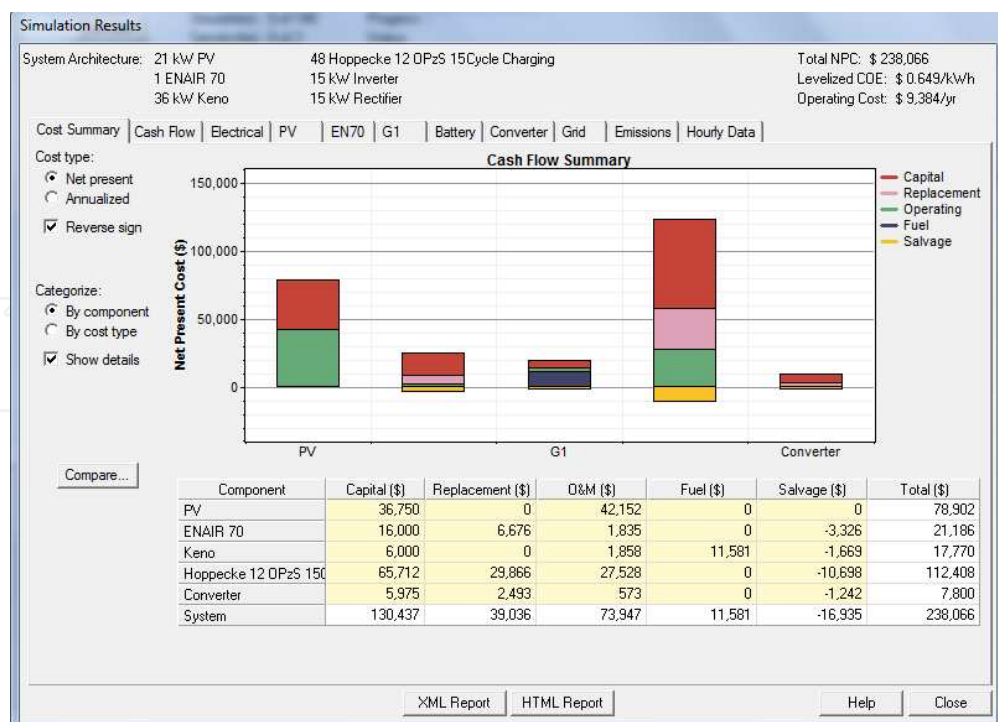 Simulation Results
System Architecture: 21 kW PV 48 Hoppecke 12 OPzS 15Cycle Charging Total NPC: $ 238,066
1 ENAIR 70 15 kW Inverter Levelized COE: $ 0.649/kWh
36 kW Keno 15 kW Rectifier Operating Cost: $ 9,384/yr
Cost Summary Cash Flow Electrical PV EN70 G1 Battery Converter Grid Emissions Hourly Data
Cost type:
Net present
Annualized
Reverse sign
Categorize:
By component
By cost type
Show details
Compare...
Cash Flow Summary
Net Present Cost ($)
150,000
100,000
50,000
0
PV G1 Converter
Capital
Replacement
Operating
Fuel
Salvage
Component Capital ($) Replacement ($) O&M ($) Fuel ($) Salvage ($) Total ($)
PV 36,750 0 42,152 0 0 78,902
ENAIR 70 16,000 6,676 1,835 0 -3,326 21,186
Keno 6,000 0 1,858 11,581 -1,669 17,770
Hoppecke 12 OPzS 150 65,712 29,866 27,528 0 -10,698 112,408
Converter 5,975 2,493 573 0 -1,242 7,800
System 130,437 39,036 73,947 11,581 -16,935 238,066
XML Report HTML Report Help Close